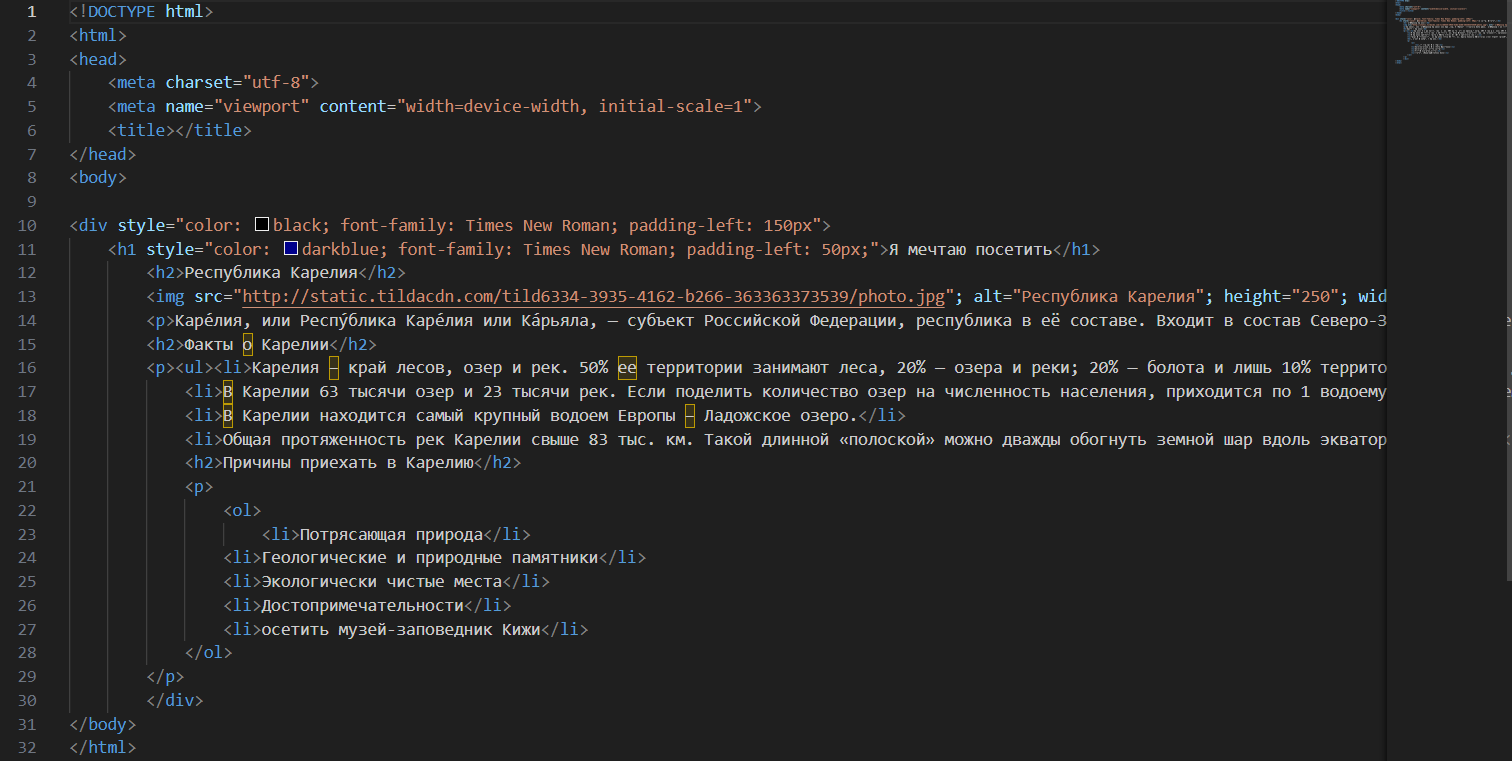 1 <!DOCTYPE html>
2 <html>
3 <head>
4 <meta charset="utf-8">
5 <meta name="viewport" content="width=device-width, initial-scale=1">
6 <title></title>
7 </head>
8 <body>
9
10 <div style="color: black; font-family: Times New Roman; padding-left: 150px">
11 <h1 style="color: darkblue; font-family: Times New Roman; padding-left: 50px;">Я мечтаю посетить</h1>
12 <h2>Республика Карелия</h2>
13 <img src="http://static.tildacdn.com/tild6334-3935-4162-b266-363363373539/photo.jpg"; alt="Республика Карелия"; height="250"; wid
14 <p>Каре́лия, или Респу́блика Каре́лия или Ка́рьяла, — субъект Российской Федерации, республика в её составе. Входит в состав Северо-З
15 <h2>Факты о Карелии</h2>
16 <p><ul><li>Карелия – край лесов, озер и рек. 50% ее территории занимают леса, 20% — озера и реки; 20% — болота и лишь 10% террито
17 <li>В Карелии 63 тысячи озер и 23 тысячи рек. Если поделить количество озер на численность населения, приходится по 1 водоему
18 <li>В Карелии находится самый крупный водоем Европы – Ладожское озеро.</li>
19 <li>Общая протяженность рек Карелии свыше 83 тыс. км. Такой длинной «полоской» можно дважды обогнуть земной шар вдоль экватор
20 <h2>Причины приехать в Карелию</h2>
21 <p>
22 <ol>
23 <li>Потрясающая природа</li>
24 <li>Геологические и природные памятники</li>
25 <li>Экологически чистые места</li>
26 <li>Достопримечательности</li>
27 <li>осетить музей-заповедник Кижи</li>
28 </ol>
29 </p>
30 </div>
31 </body>
32 </html>